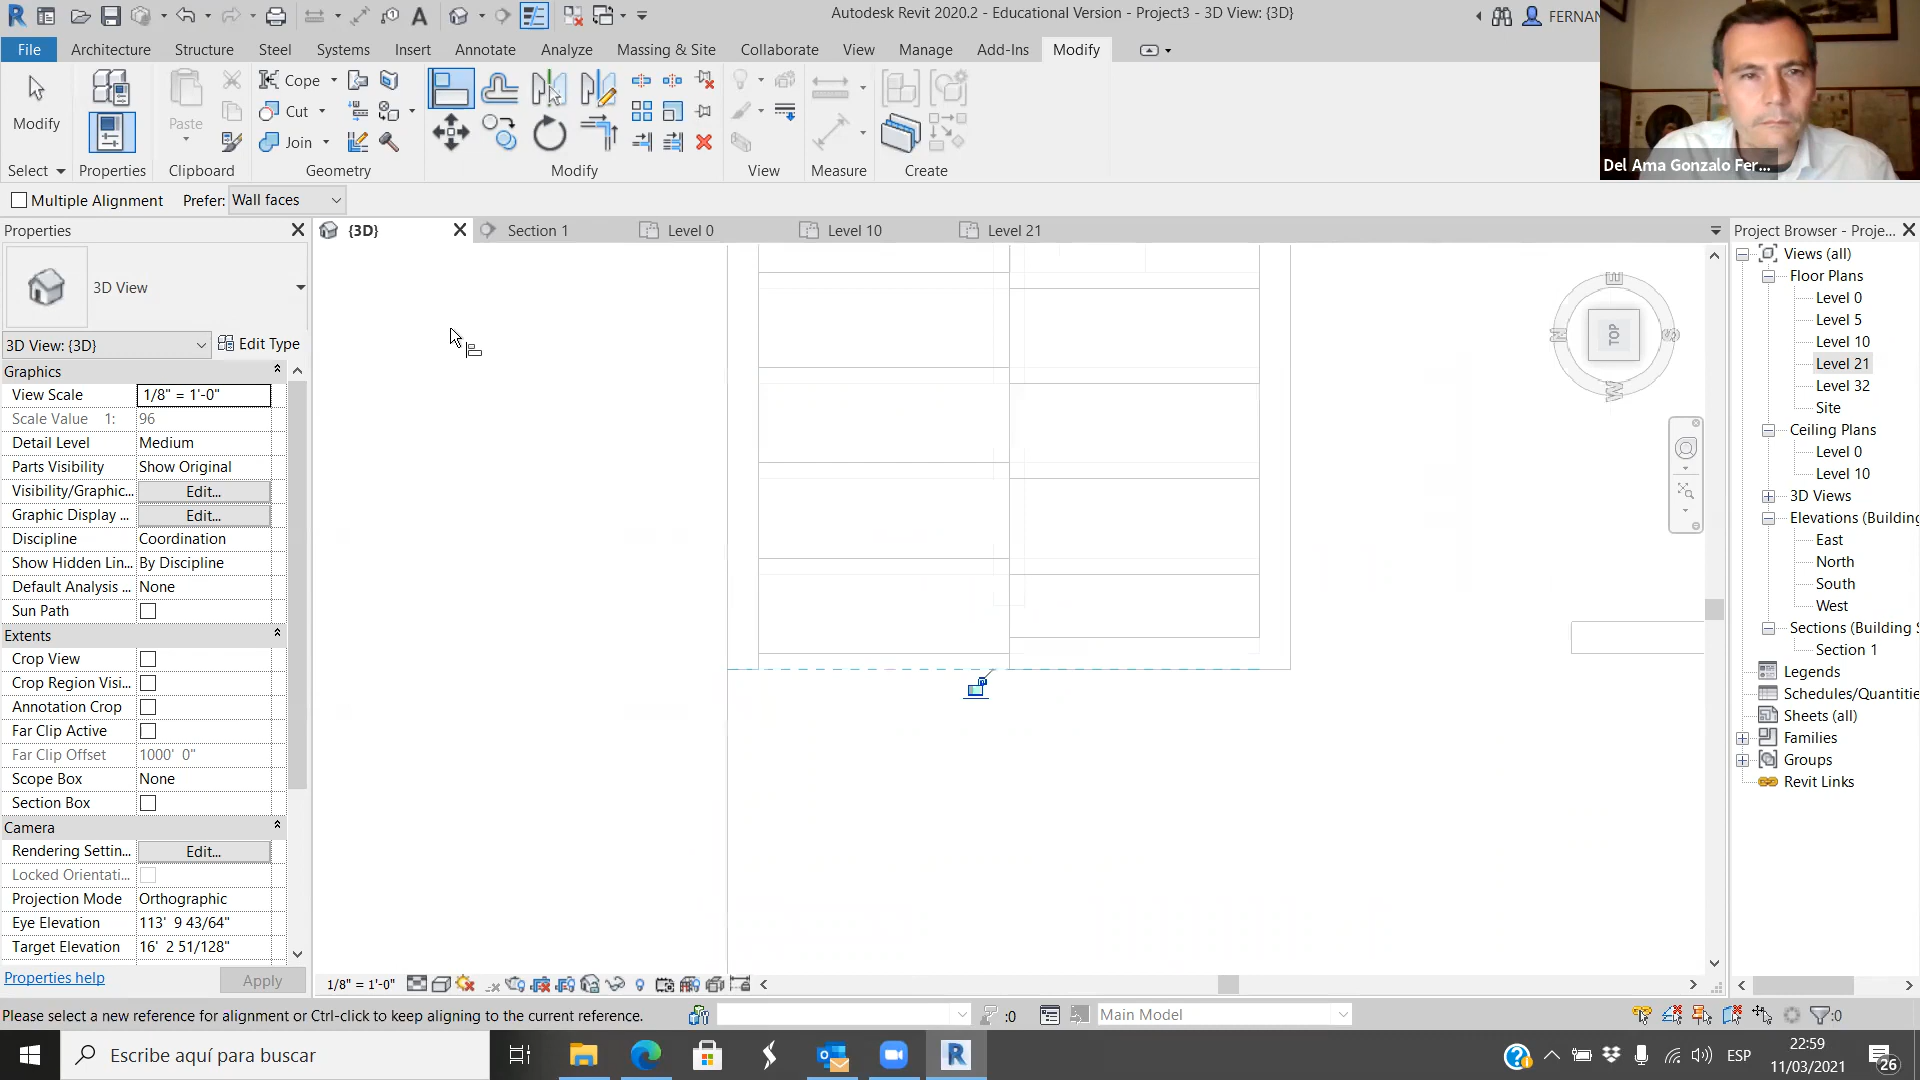 Autodesk Revit 2020.2 - Educational Version - Project3 - 3D View: {3D}
FERNAN
File Architecture Structure Steel Systems Insert Annotate Analyze Massing & Site Collaborate View Manage Add-Ins Modify
Modify
Paste
Cope
Cut
Join
Select Properties Clipboard Geometry Modify View Measure Create
Del Ama Gonzalo Fer...
Multiple Alignment Prefer: Wall faces
Properties
{3D} Section 1 Level 0 Level 10 Level 21
3D View
3D View: {3D} Edit Type
Graphics
View Scale 1/8" = 1'-0"
Scale Value 1: 96
Detail Level Medium
Parts Visibility Show Original
Visibility/Graphic... Edit...
Graphic Display ... Edit...
Discipline Coordination
Show Hidden Lin... By Discipline
Default Analysis ... None
Sun Path
Extents
Crop View
Crop Region Visi...
Annotation Crop
Far Clip Active
Far Clip Offset 1000' 0"
Scope Box None
Section Box
Camera
Rendering Settin... Edit...
Locked Orientati...
Projection Mode Orthographic
Eye Elevation 113' 9 43/64"
Target Elevation 16' 2 51/128"
Properties help Apply
TOP
E
N
S
W
Project Browser - Proje...
Views (all)
Floor Plans
Level 0
Level 5
Level 10
Level 21
Level 32
Site
Ceiling Plans
Level 0
Level 10
3D Views
Elevations (Building
East
North
South
West
Sections (Building S
Section 1
Legends
Schedules/Quantitie
Sheets (all)
Families
Groups
Revit Links
1/8" = 1'-0"
Please select a new reference for alignment or Ctrl-click to keep aligning to the current reference.
:0
Main Model
:0
Escribe aquí para buscar
ESP
22:59
11/03/2021
26